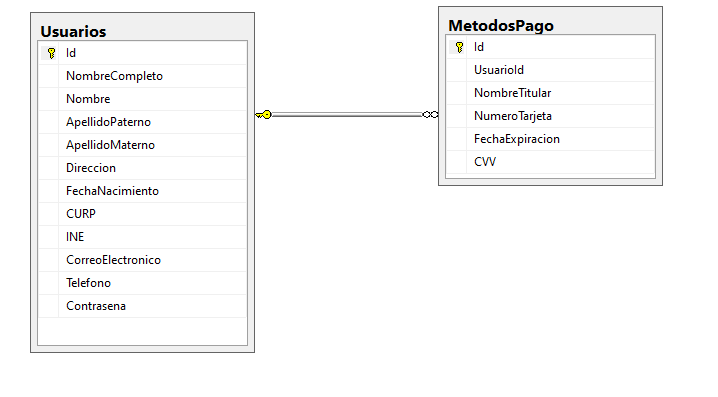 Usuarios
Id
NombreCompleto
Nombre
ApellidoPaterno
ApellidoMaterno
Direccion
FechaNacimiento
CURP
INE
CorreoElectronico
Telefono
Contrasena
MetodosPago
Id
UsuarioId
NombreTitular
NumeroTarjeta
FechaExpiracion
CVV